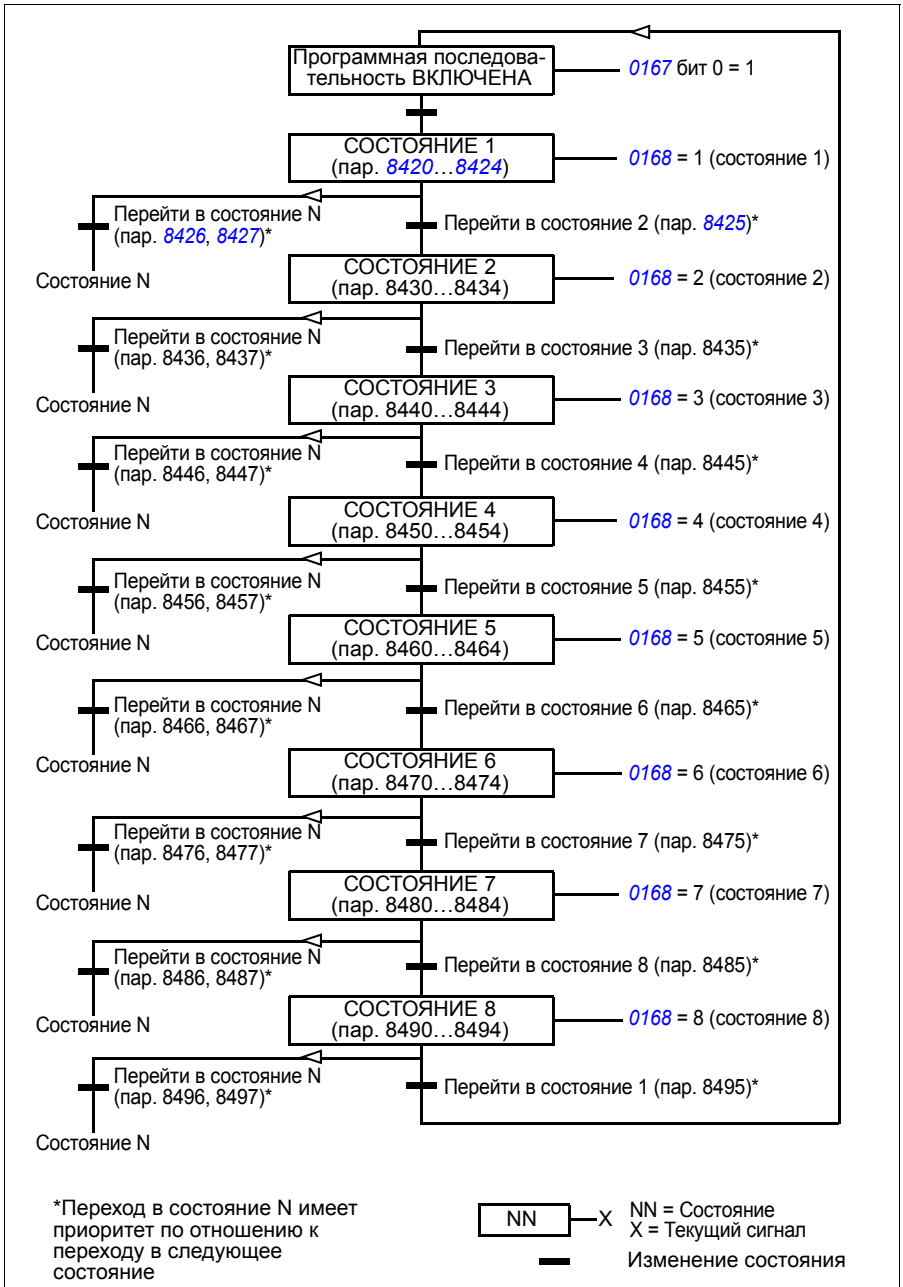 Программная последова-
тельность ВКЛЮЧЕНА
0167 бит 0 = 1
СОСТОЯНИЕ 1
(пар. 8420…8424)
0168 = 1 (состояние 1)
Перейти в состояние N
(пар. 8426, 8427)*
Перейти в состояние 2 (пар. 8425)*
Состояние N
СОСТОЯНИЕ 2
(пар. 8430…8434)
0168 = 2 (состояние 2)
Перейти в состояние N
(пар. 8436, 8437)*
Перейти в состояние 3 (пар. 8435)*
Состояние N
СОСТОЯНИЕ 3
(пар. 8440…8444)
0168 = 3 (состояние 3)
Перейти в состояние N
(пар. 8446, 8447)*
Перейти в состояние 4 (пар. 8445)*
Состояние N
СОСТОЯНИЕ 4
(пар. 8450…8454)
0168 = 4 (состояние 4)
Перейти в состояние N
(пар. 8456, 8457)*
Перейти в состояние 5 (пар. 8455)*
Состояние N
СОСТОЯНИЕ 5
(пар. 8460…8464)
0168 = 5 (состояние 5)
Перейти в состояние N
(пар. 8466, 8467)*
Перейти в состояние 6 (пар. 8465)*
Состояние N
СОСТОЯНИЕ 6
(пар. 8470…8474)
0168 = 6 (состояние 6)
Перейти в состояние N
(пар. 8476, 8477)*
Перейти в состояние 7 (пар. 8475)*
Состояние N
СОСТОЯНИЕ 7
(пар. 8480…8484)
0168 = 7 (состояние 7)
Перейти в состояние N
(пар. 8486, 8487)*
Перейти в состояние 8 (пар. 8485)*
Состояние N
СОСТОЯНИЕ 8
(пар. 8490…8494)
0168 = 8 (состояние 8)
Перейти в состояние N
(пар. 8496, 8497)*
Перейти в состояние 1 (пар. 8495)*
Состояние N
*Переход в состояние N имеет
приоритет по отношению к
переходу в следующее
состояние
NN
X
NN = Состояние
X = Текущий сигнал
Изменение состояния